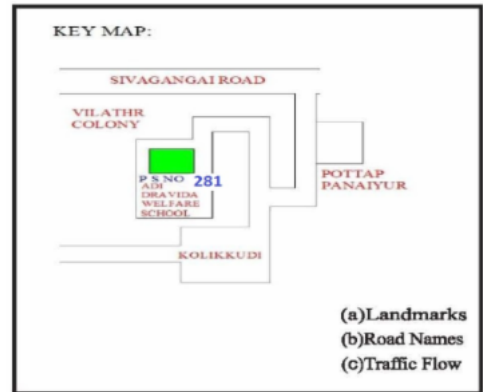 KEY MAP:
SIVAGANGAI ROAD
VILATHR
COLONY
P S NO 281
ADI
DRAVIDA
WELFARE
SCHOOL
POTTAP
PANAIYUR
KOLIKKUDI
(a)Landmarks
(b)Road Names
(c)Traffic Flow